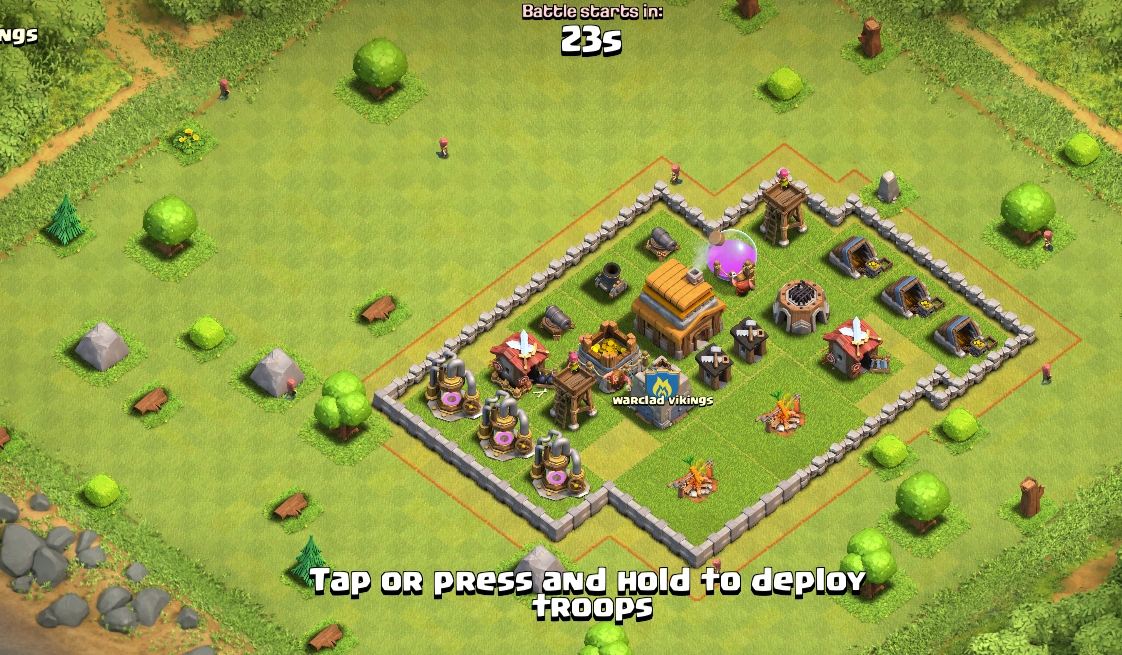 Battle starts in:
ngs
23s
warclad vikings
Tap or press and hold to deploy
troops